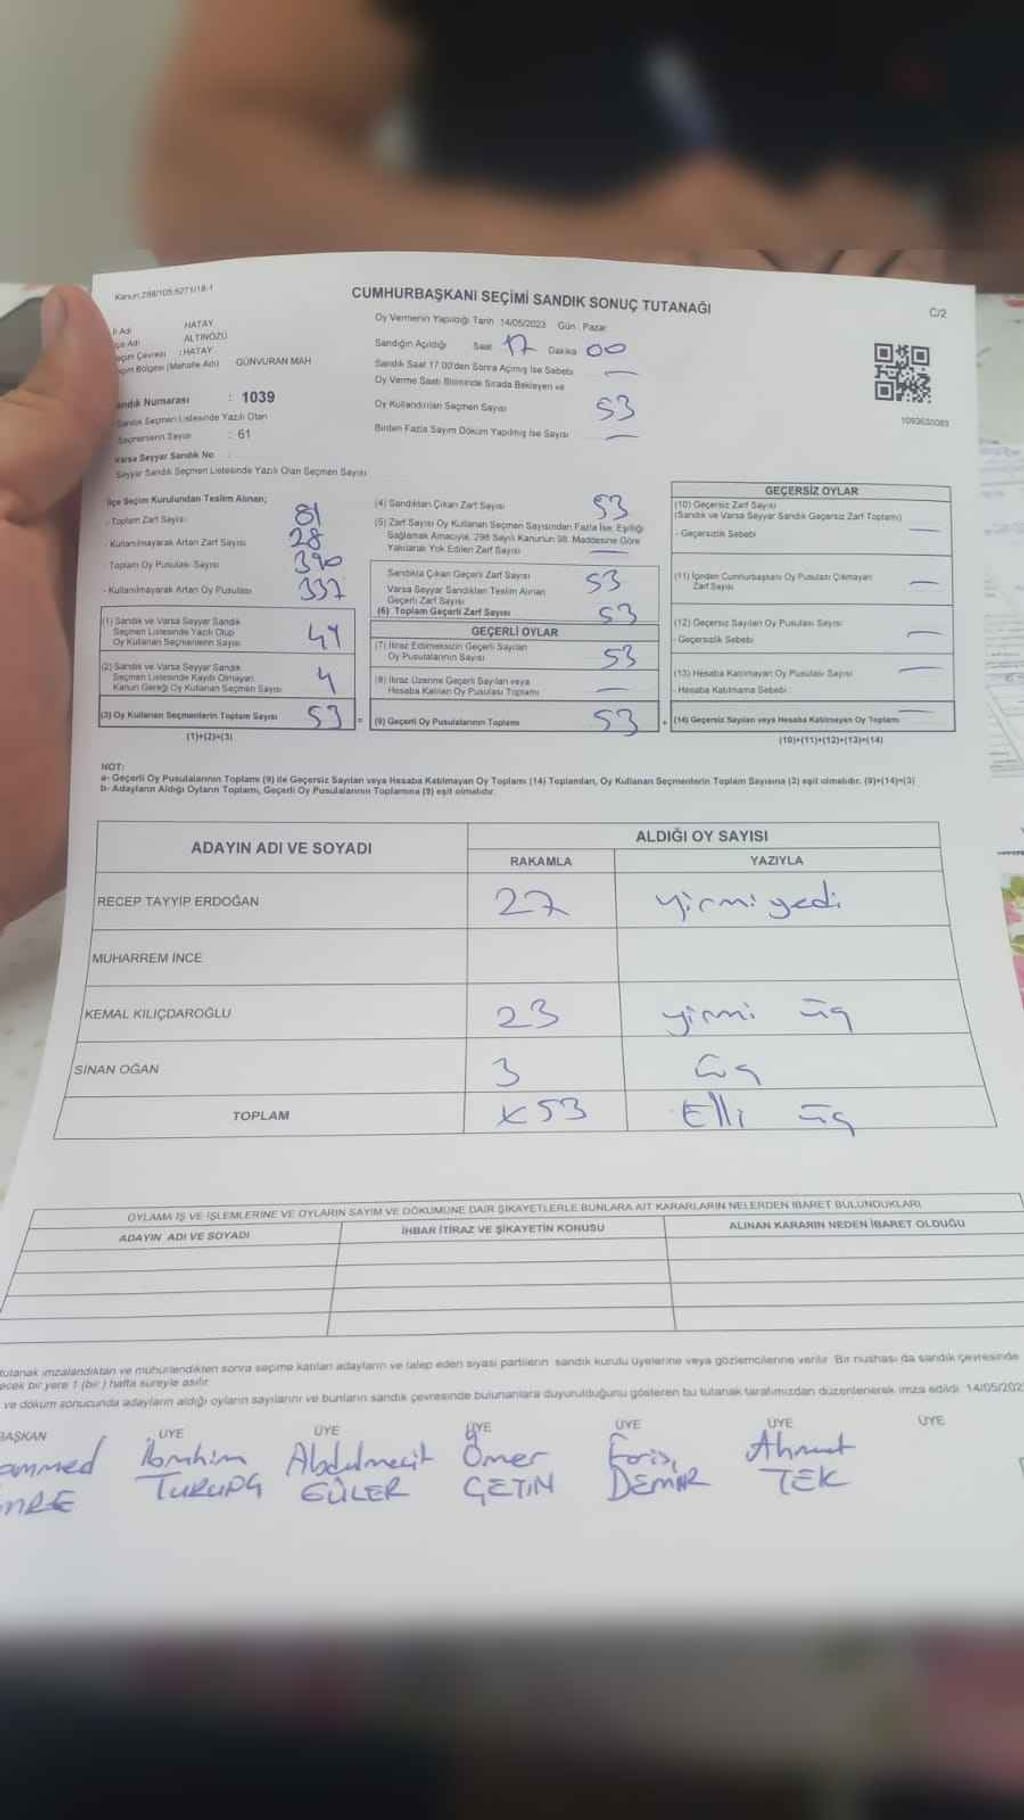 Kanun:298/105,6271/18-1
CUMHURBAŞKANI SEÇİMİ SANDIK SONUÇ TUTANAĞI
C/2
İl Adı HATAY
İlçe Adı ALTINÖZÜ
Seçim Çevresi : HATAY
Seçim Bölgesi (Mahalle Adı) GÜNVURAN MAH
Sandık Numarası : 1039
Sandık Seçmen Listesinde Yazılı Olan
Seçmenlerin Sayısı : 61
Varsa Seyyar Sandık No :
Seyyar Sandık Seçmen Listesinde Yazılı Olan Seçmen Sayısı
Oy Vermenin Yapıldığı Tarih 14/05/2023 Gün : Pazar
Sandığın Açıldığı Saat 17 Dakika 00
Sandık Saat 17.00'den Sonra Açılmış İse Sebebi —
Oy Verme Saati Bitiminde Sırada Bekleyen ve
Oy Kullandırılan Seçmen Sayısı 53
Birden Fazla Sayım Döküm Yapılmış İse Sayısı —
İlçe Seçim Kurulundan Teslim Alınan;
- Toplam Zarf Sayısı 81
- Kullanılmayarak Artan Zarf Sayısı 28
- Toplam Oy Pusulası Sayısı 390
- Kullanılmayarak Artan Oy Pusulası 337
(1) Sandık ve Varsa Seyyar Sandık
Seçmen Listesinde Yazılı Olup
Oy Kullanan Seçmenlerin Sayısı 49
(2) Sandık ve Varsa Seyyar Sandık
Seçmen Listesinde Kaydı Olmayan,
Kanun Gereği Oy Kullanan Seçmen Sayısı 4
(3) Oy Kullanan Seçmenlerin Toplam Sayısı 53
(1)+(2)=(3)
(4) Sandıktan Çıkan Zarf Sayısı 53
(5) Zarf Sayısı Oy Kullanan Seçmen Sayısından Fazla İse, Eşitliği
Sağlamak Amacıyla, 298 Sayılı Kanunun 98. Maddesine Göre
Yakılarak Yok Edilen Zarf Sayısı —
Sandıkta Çıkan Geçerli Zarf Sayısı 53
Varsa Seyyar Sandıktan Teslim Alınan
Geçerli Zarf Sayısı
(6) Toplam Geçerli Zarf Sayısı 53
GEÇERLİ OYLAR
(7) İtiraz Edilmeksizin Geçerli Sayılan
Oy Pusulalarının Sayısı 53
(8) İtiraz Üzerine Geçerli Sayılan veya
Hesaba Katılan Oy Pusulası Toplamı —
(9) Geçerli Oy Pusulalarının Toplamı 53
GEÇERSİZ OYLAR
(10) Geçersiz Zarf Sayısı
(Sandık ve Varsa Seyyar Sandık Geçersiz Zarf Toplamı)
- Geçersizlik Sebebi —
(11) İçinden Cumhurbaşkanı Oy Pusulası Çıkmayan
Zarf Sayısı —
(12) Geçersiz Sayılan Oy Pusulası Sayısı
- Geçersizlik Sebebi —
(13) Hesaba Katılmayan Oy Pusulası Sayısı —
- Hesaba Katılmama Sebebi
(14) Geçersiz Sayılan veya Hesaba Katılmayan Oy Toplamı —
(10)+(11)+(12)+(13)=(14)
NOT:
a- Geçerli Oy Pusulalarının Toplamı (9) ile Geçersiz Sayılan veya Hesaba Katılmayan Oy Toplamı (14) Toplamları, Oy Kullanan Seçmenlerin Toplam Sayısına (3) eşit olmalıdır. (9)+(14)=(3)
b- Adayların Aldığı Oyların Toplamı, Geçerli Oy Pusulalarının Toplamına (9) eşit olmalıdır.
ADAYIN ADI VE SOYADI ALDIĞI OY SAYISI
RAKAMLA YAZIYLA
RECEP TAYYİP ERDOĞAN 27 yirmi yedi
MUHARREM İNCE
KEMAL KILIÇDAROĞLU 23 yirmi üç
SİNAN OĞAN 3 üç
TOPLAM x53 Elli üç
OYLAMA İŞ VE İŞLEMLERİNE VE OYLARIN SAYIM VE DÖKÜMÜNE DAİR ŞİKAYETLERLE BUNLARA AİT KARARLARIN NELERDEN İBARET BULUNDUKLARI
ADAYIN ADI VE SOYADI İHBAR İTİRAZ VE ŞİKAYETİN KONUSU ALINAN KARARIN NEDEN İBARET OLDUĞU
tutanak imzalandıktan ve mühürlendikten sonra seçime katılan adayların ve talep eden siyasi partilerin sandık kurulu üyelerine veya gözlemcilerine verilir. Bir nüshası da sandık çevresinde
bir yere 1 (bir) hafta süreyle asılır.
ve döküm sonucunda adayların aldığı oyların sayılarını ve bunların sandık çevresinde bulunanlara duyurulduğunu gösteren bu tutanak tarafımızdan düzenlenerek imza edildi. 14/05/202
BAŞKAN ÜYE ÜYE ÜYE ÜYE ÜYE ÜYE
ammed İbrahim Abdulmecit Ömer Faris Ahmet
GÜLER ÇETİN DEMİR TEK